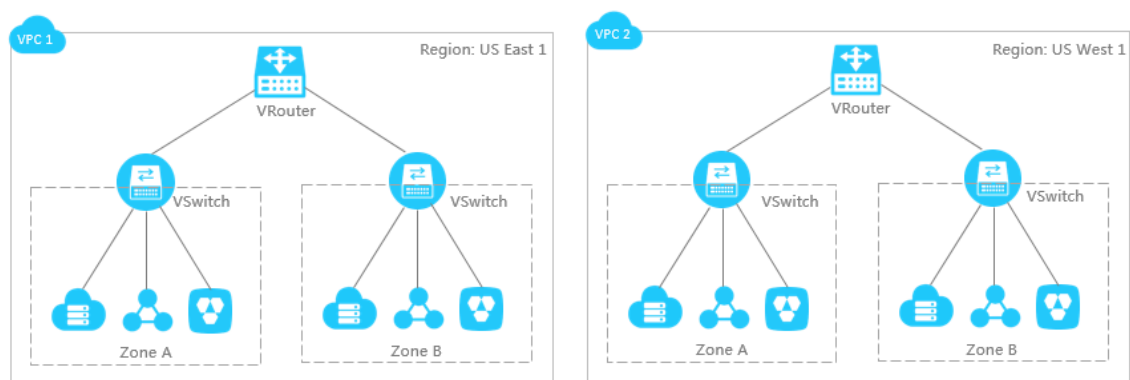 VPC 1
Region: US East 1
VRouter
VSwitch
VSwitch
Zone A
Zone B
VPC 2
Region: US West 1
VRouter
VSwitch
VSwitch
Zone A
Zone B